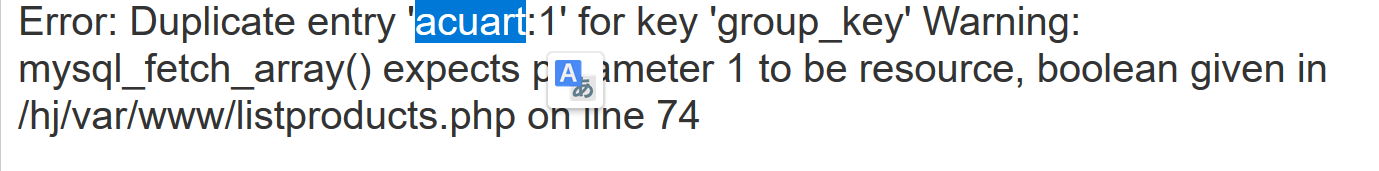 Error: Duplicate entry 'acuart:1' for key 'group_key' Warning:
mysql_fetch_array() expects parameter 1 to be resource, boolean given in
/hj/var/www/listproducts.php on line 74